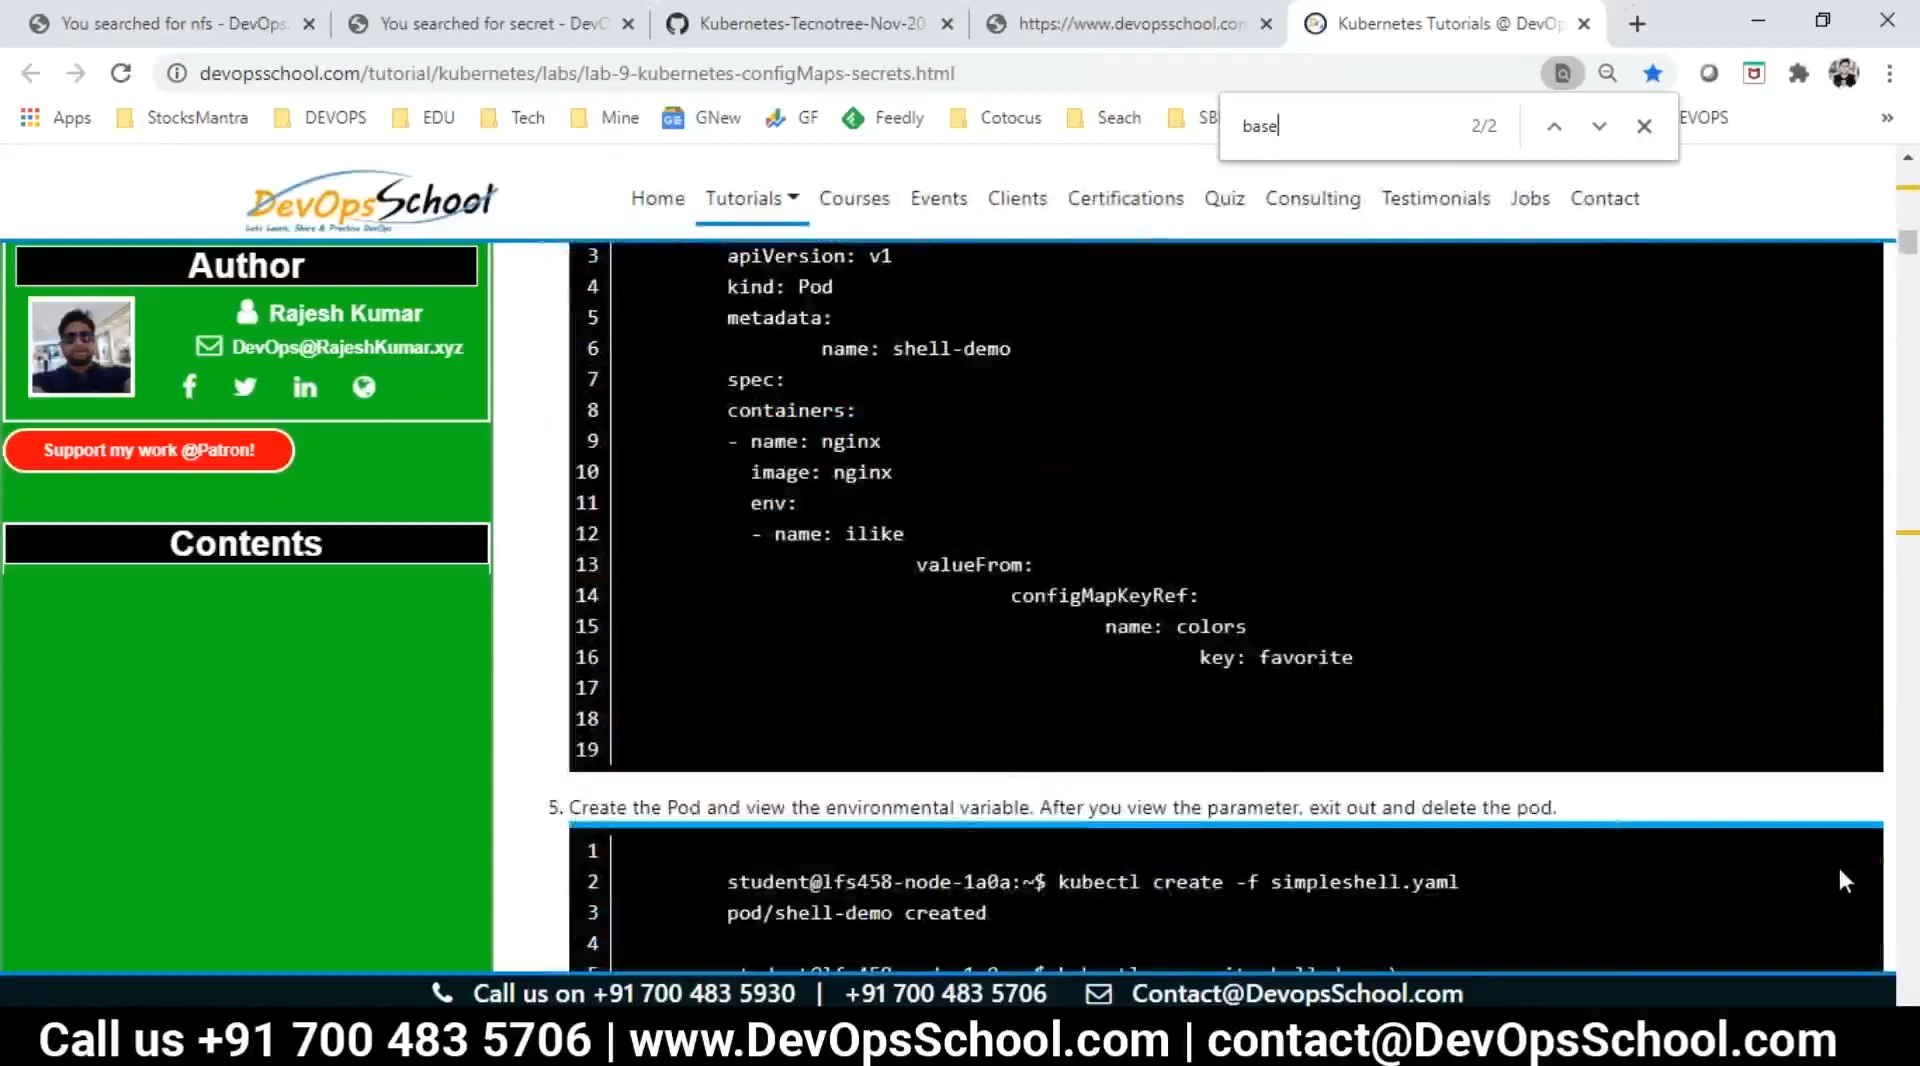 You searched for nfs - DevOps
You searched for secret - DevO
Kubernetes-Tecnotree-Nov-20
https://www.devopsschool.com
Kubernetes Tutorials @ DevOp
devopsschool.com/tutorial/kubernetes/labs/lab-9-kubernetes-configMaps-secrets.html
Apps
StocksMantra
DEVOPS
EDU
Tech
Mine
GNew
GF
Feedly
Cotocus
Seach
base
2/2
DevOpsSchool
Lets Learn, Share & Practise DevOps
Home
Tutorials
Courses
Events
Clients
Certifications
Quiz
Consulting
Testimonials
Jobs
Contact
Author
Rajesh Kumar
DevOps@RajeshKumar.xyz
Support my work @Patron!
Contents
3 apiVersion: v1
4 kind: Pod
5 metadata:
6 name: shell-demo
7 spec:
8 containers:
9 - name: nginx
10 image: nginx
11 env:
12 - name: ilike
13 valueFrom:
14 configMapKeyRef:
15 name: colors
16 key: favorite
17
18
19
5. Create the Pod and view the environmental variable. After you view the parameter, exit out and delete the pod.
1
2 student@lfs458-node-1a0a:~$ kubectl create -f simpleshell.yaml
3 pod/shell-demo created
4
Call us on +91 700 483 5930 | +91 700 483 5706 Contact@DevopsSchool.com
Call us +91 700 483 5706 | www.DevOpsSchool.com | contact@DevOpsSchool.com